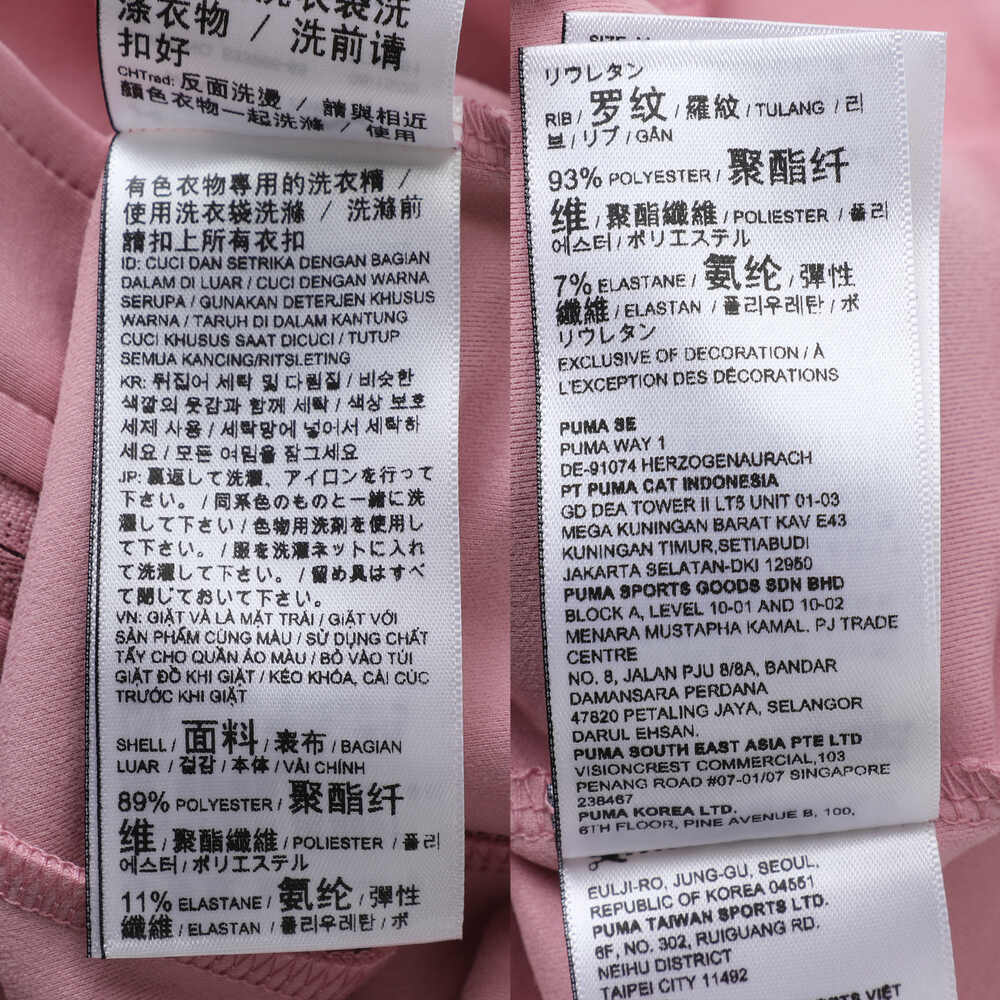 洗衣袋洗
涤衣物 / 洗前请
扣好
CHTrad: 反面洗燙 / 請與相近
顏色衣物一起洗滌 / 使用
有色衣物專用的洗衣精 /
使用洗衣袋洗滌 / 洗滌前
請扣上所有衣扣
ID: CUCI DAN SETRIKA DENGAN BAGIAN
DALAM DI LUAR / CUCI DENGAN WARNA
SERUPA / GUNAKAN DETERJEN KHUSUS
WARNA / TARUH DI DALAM KANTUNG
CUCI KHUSUS SAAT DICUCI / TUTUP
SEMUA KANCING/RITSLETING
KR: 뒤집어 세탁 및 다림질 / 비슷한
색깔의 옷감과 함께 세탁 / 색상 보호
세제 사용 / 세탁망에 넣어서 세탁하
세요 / 모든 여밈을 잠그세요
JP: 裏返して洗濯、アイロンを行って
下さい。 / 同系色のものと一緒に洗
濯して下さい / 色物用洗剤を使用し
て下さい。 / 服を洗濯ネットに入れ
て洗濯して下さい。 / 留め具はすべ
て閉じておいて下さい。
VN: GIẶT VÀ LÀ MẶT TRÁI / GIẶT VỚI
SẢN PHẨM CÙNG MÀU / SỬ DỤNG CHẤT
TẨY CHO QUẦN ÁO MÀU / BỎ VÀO TÚI
GIẶT ĐỒ KHI GIẶT / KÉO KHÓA, CÀI CÚC
TRƯỚC KHI GIẶT
SHELL / 面料 / 表布 / BAGIAN
LUAR / 겉감 / 本体 / VẢI CHÍNH
89% POLYESTER / 聚酯纤
维 / 聚酯纖維 / POLIESTER / 폴리
에스터 / ポリエステル
11% ELASTANE / 氨纶 / 彈性
纖維 / ELASTAN / 폴리우레탄 / ポ
リウレタン
RIB / 罗纹 / 羅紋 / TULANG / 리
브 / リブ / GÂN
93% POLYESTER / 聚酯纤
维 / 聚酯纖維 / POLIESTER / 폴리
에스터 / ポリエステル
7% ELASTANE / 氨纶 / 彈性
纖維 / ELASTAN / 폴리우레탄 / ポ
リウレタン
EXCLUSIVE OF DECORATION / À
L'EXCEPTION DES DÉCORATIONS
PUMA SE
PUMA WAY 1
DE-91074 HERZOGENAURACH
PT PUMA CAT INDONESIA
GD DEA TOWER II LT5 UNIT 01-03
MEGA KUNINGAN BARAT KAV E43
KUNINGAN TIMUR,SETIABUDI
JAKARTA SELATAN-DKI 12950
PUMA SPORTS GOODS SDN BHD
BLOCK A, LEVEL 10-01 AND 10-02
MENARA MUSTAPHA KAMAL. PJ TRADE
CENTRE
NO. 8, JALAN PJU 8/8A, BANDAR
DAMANSARA PERDANA
47820 PETALING JAYA, SELANGOR
DARUL EHSAN.
PUMA SOUTH EAST ASIA PTE LTD
VISIONCREST COMMERCIAL,103
PENANG ROAD #07-01/07 SINGAPORE
238467
PUMA KOREA LTD.
6TH FLOOR, PINE AVENUE B, 100,
EULJI-RO, JUNG-GU, SEOUL,
REPUBLIC OF KOREA 04551
PUMA TAIWAN SPORTS LTD.
6F, NO. 302, RUIGUANG RD.
NEIHU DISTRICT
TAIPEI CITY 11492
VIỆT